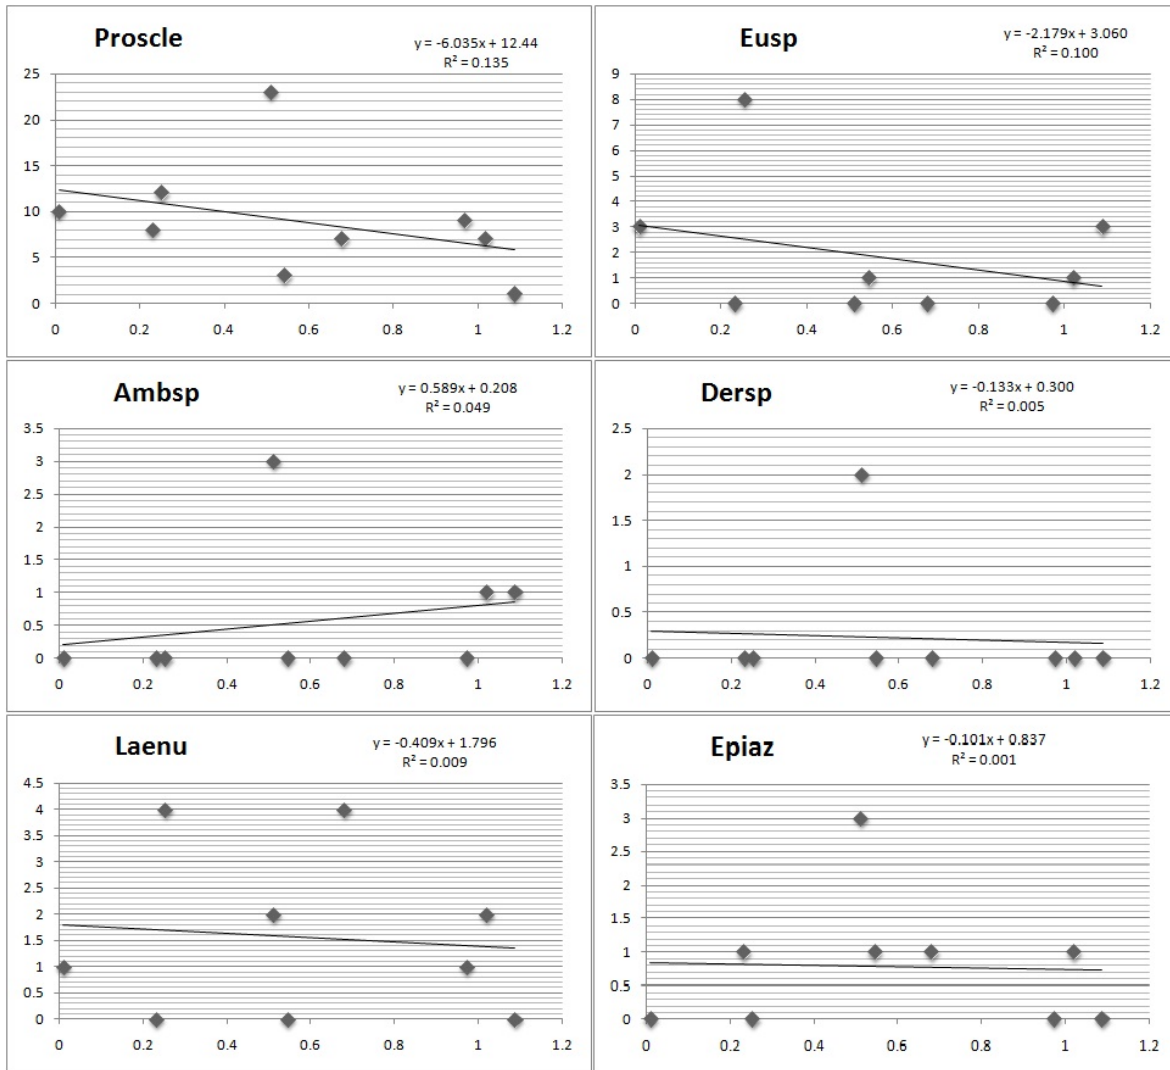 Proscle
y = -6.035x + 12.44
R² = 0.135
25
20
15
10
5
0
0 0.2 0.4 0.6 0.8 1 1.2
Eusp
y = -2.179x + 3.060
R² = 0.100
9
8
7
6
5
4
3
2
1
0
0 0.2 0.4 0.6 0.8 1 1.2
Ambsp
y = 0.589x + 0.208
R² = 0.049
3.5
3
2.5
2
1.5
1
0.5
0
0 0.2 0.4 0.6 0.8 1 1.2
Dersp
y = -0.133x + 0.300
R² = 0.005
2.5
2
1.5
1
0.5
0
0 0.2 0.4 0.6 0.8 1 1.2
Laenu
y = -0.409x + 1.796
R² = 0.009
4.5
4
3.5
3
2.5
2
1.5
1
0.5
0
0 0.2 0.4 0.6 0.8 1 1.2
Epiaz
y = -0.101x + 0.837
R² = 0.001
3.5
3
2.5
2
1.5
1
0.5
0
0 0.2 0.4 0.6 0.8 1 1.2